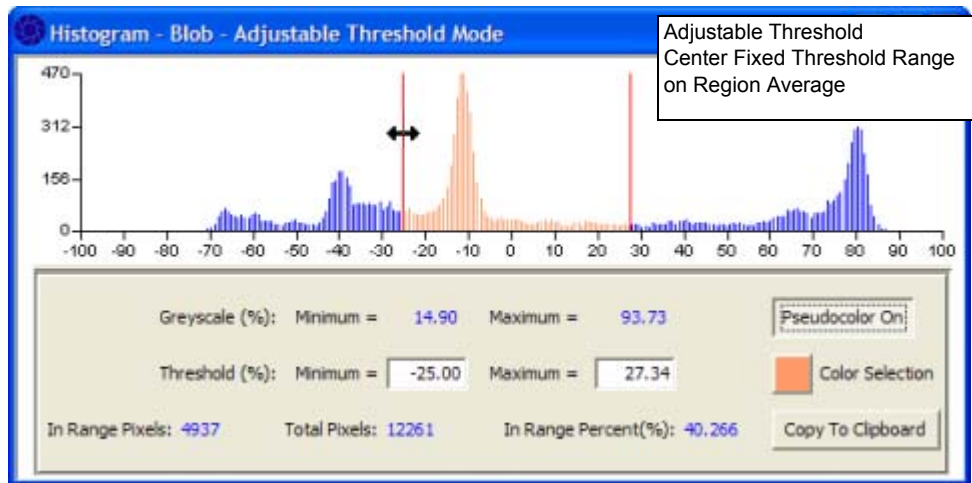 Histogram - Blob - Adjustable Threshold Mode
Adjustable Threshold
Center Fixed Threshold Range
on Region Average
470
312
156
0
-100 -90 -80 -70 -60 -50 -40 -30 -20 -10 0 10 20 30 40 50 60 70 80 90 100
Greyscale (%): Minimum = 14.90 Maximum = 93.73 Pseudocolor On
Threshold (%): Minimum = -25.00 Maximum = 27.34 Color Selection
In Range Pixels: 4937 Total Pixels: 12261 In Range Percent(%): 40.266 Copy To Clipboard